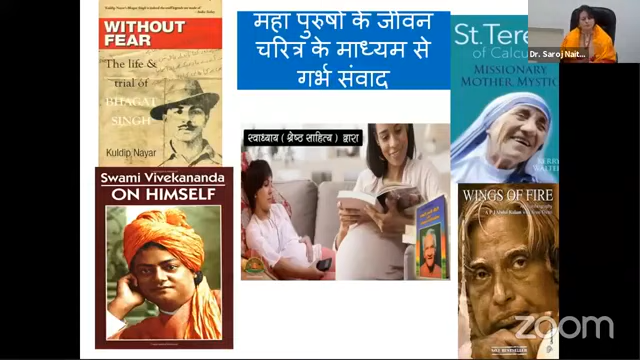 WITHOUT
FEAR
The life &
trial of
BHAGAT
SINGH
Kuldip Nayar
महा पुरुषों के जीवन
चरित्र के माध्यम से
गर्भ संवाद
St. Tere
of Calcu
MISSIONARY
MOTHER MYSTIC
Dr. Saroj Nait...
स्वाध्याय (श्रेष्ठ साहित्य) द्वारा
Swami Vivekananda
ON HIMSELF
WINGS OF FIRE
zoom